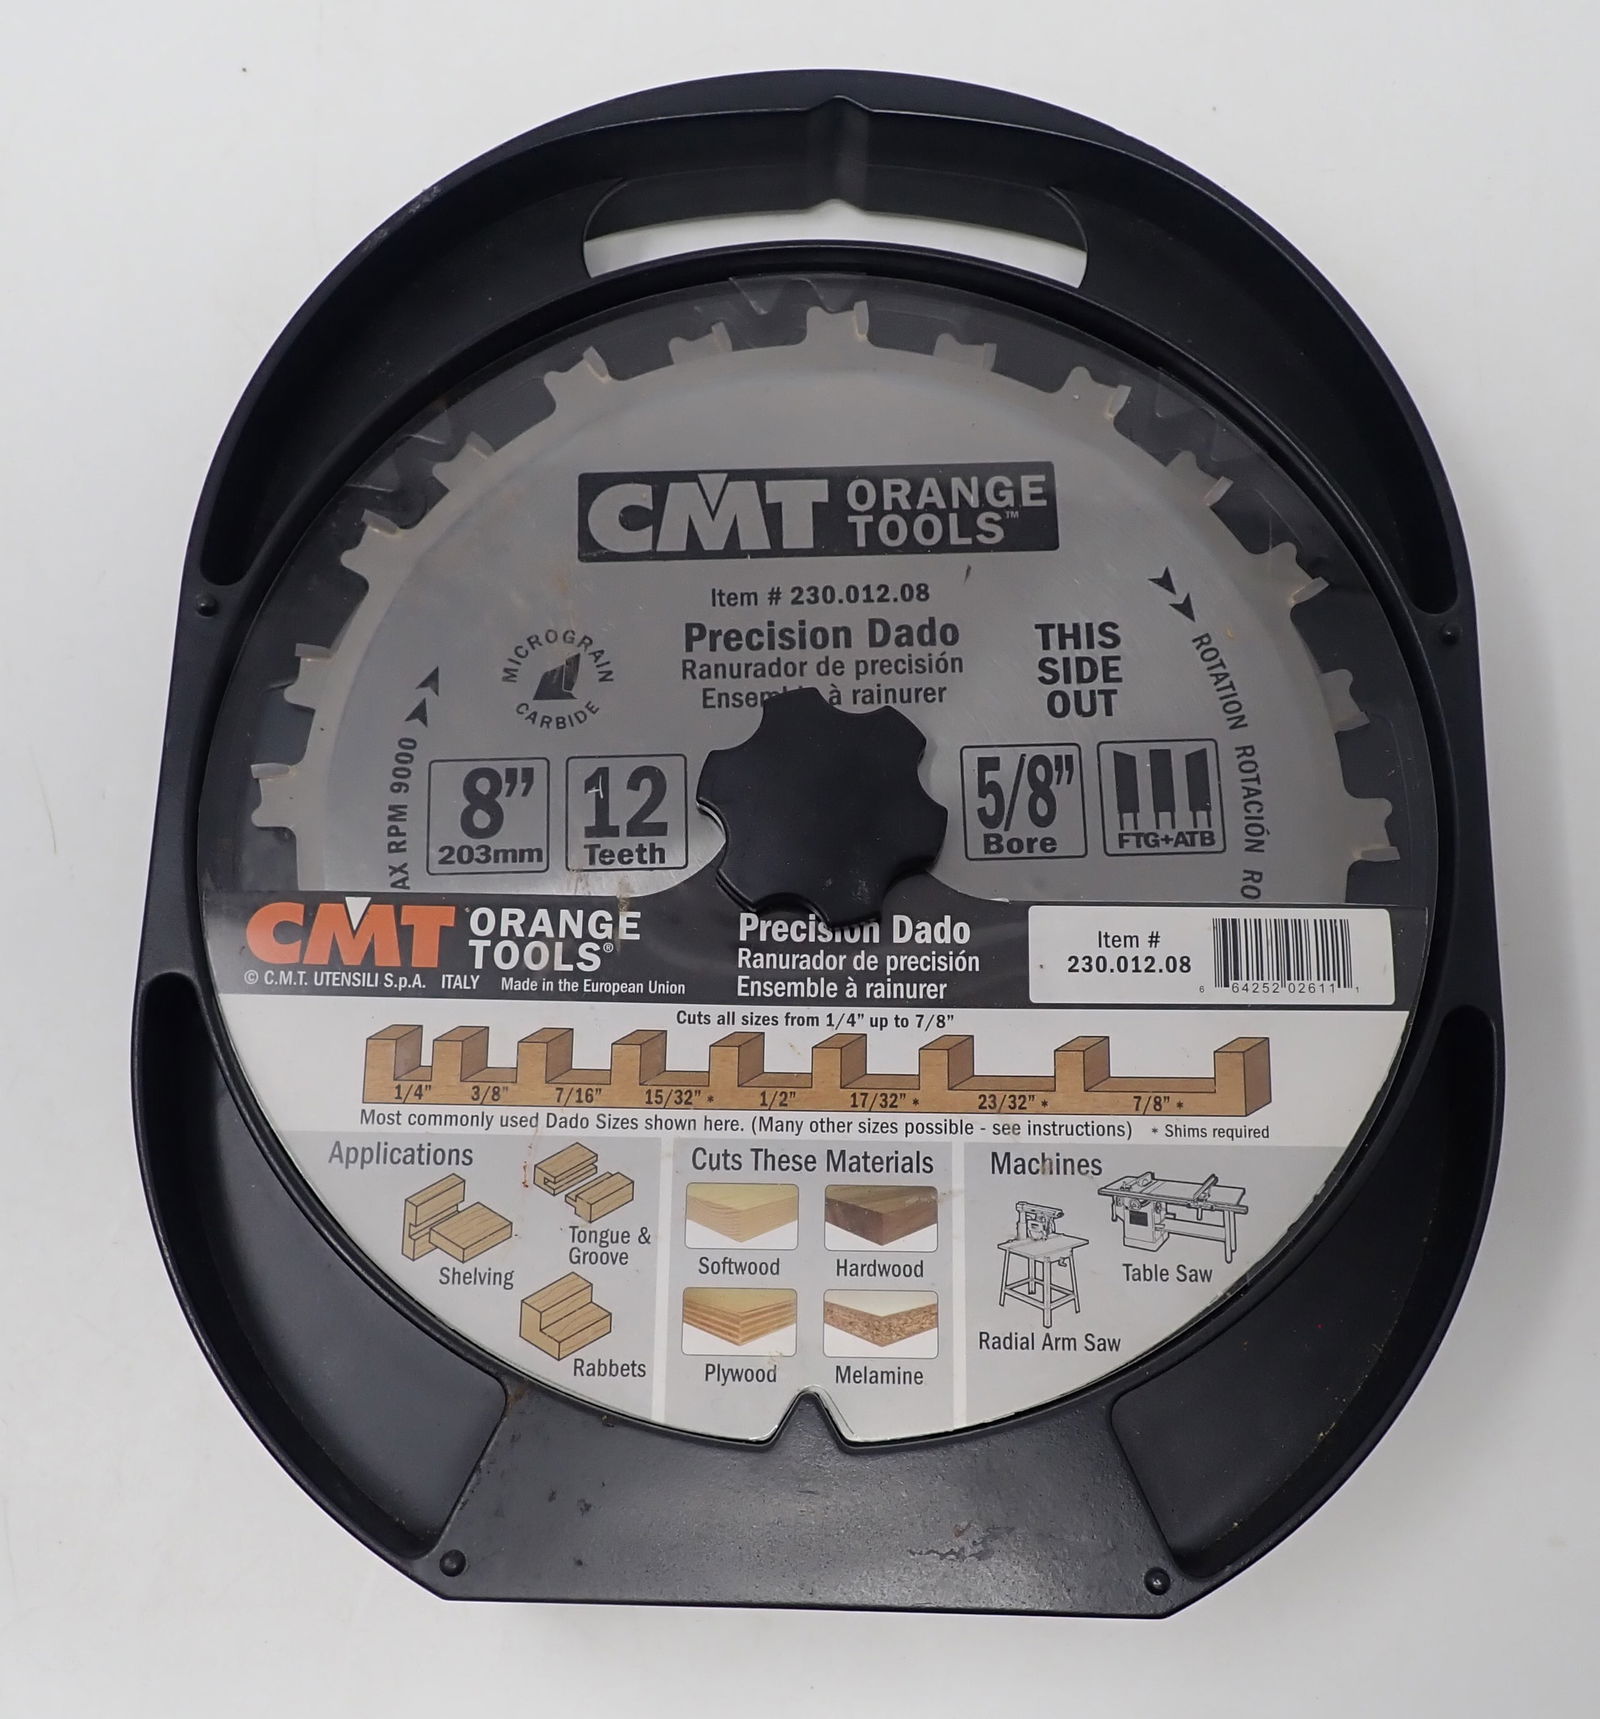 CMT ORANGE TOOLS™
Item # 230.012.08
Precision Dado
Ranurador de precisión
à rainurer
MICROGRAIN CARBIDE
THIS
SIDE
OUT
ROTATION ROTACIÓN RO
AX RPM 9000
8”
203mm
12
Teeth
5/8”
Bore
FTG+ATB
CMT ORANGE TOOLS®
© C.M.T. UTENSILI S.p.A. ITALY Made in the European Union
Precision Dado
Ranurador de precisión
Ensemble à rainurer
Item #
230.012.08
6 64252 02611 1
Cuts all sizes from 1/4” up to 7/8”
1/4” 3/8” 7/16” 15/32” * 1/2” 17/32” * 23/32” * 7/8” *
Most commonly used Dado Sizes shown here. (Many other sizes possible - see instructions) * Shims required
Applications
Tongue &
Groove
Shelving
Rabbets
Cuts These Materials
Softwood Hardwood
Plywood Melamine
Machines
Table Saw
Radial Arm Saw